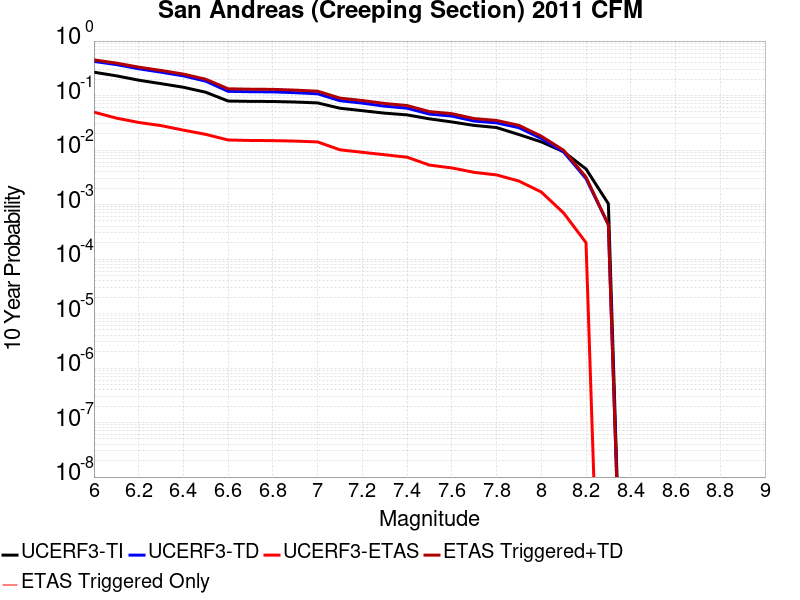 San Andreas (Creeping Section) 2011 CFM
10 0
10 -1
10 -2
10 -3
10 -4
10 -5
10 -6
10 -7
10 -8
10 Year Probability
6 6.2 6.4 6.6 6.8 7 7.2 7.4 7.6 7.8 8 8.2 8.4 8.6 8.8 9
Magnitude
UCERF3-TI UCERF3-TD UCERF3-ETAS ETAS Triggered+TD
ETAS Triggered Only